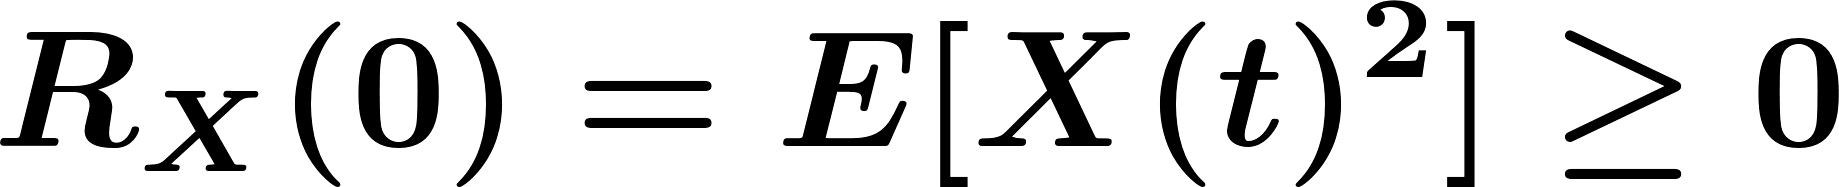 R_X(0) = E[X(t)²] ≥ 0